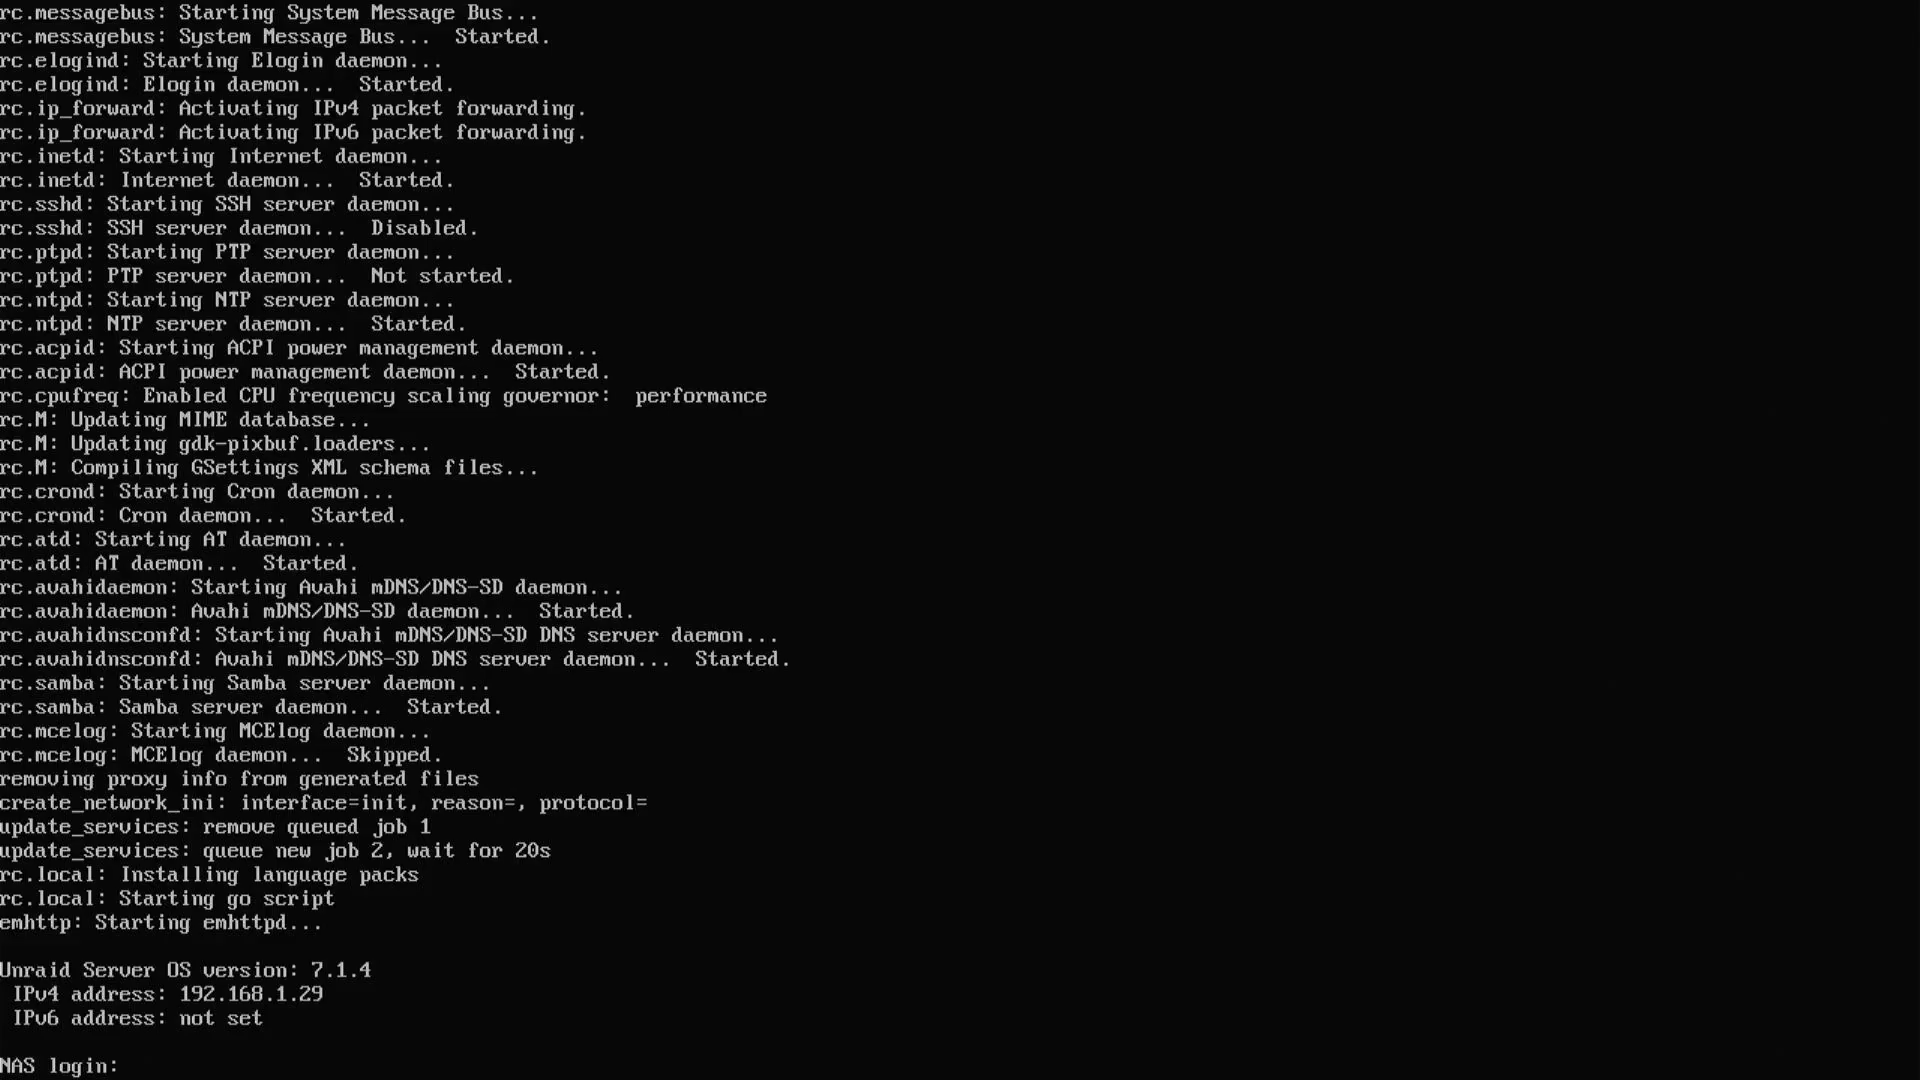 rc.messagebus: Starting System Message Bus...
rc.messagebus: System Message Bus...  Started.
rc.elogind: Starting Elogin daemon...
rc.elogind: Elogin daemon...  Started.
rc.ip_forward: Activating IPv4 packet forwarding.
rc.ip_forward: Activating IPv6 packet forwarding.
rc.inetd: Starting Internet daemon...
rc.inetd: Internet daemon...  Started.
rc.sshd: Starting SSH server daemon...
rc.sshd: SSH server daemon...  Disabled.
rc.ptpd: Starting PTP server daemon...
rc.ptpd: PTP server daemon...  Not started.
rc.ntpd: Starting NTP server daemon...
rc.ntpd: NTP server daemon...  Started.
rc.acpid: Starting ACPI power management daemon...
rc.acpid: ACPI power management daemon...  Started.
rc.cpufreq: Enabled CPU frequency scaling governor:  performance
rc.M: Updating MIME database...
rc.M: Updating gdk-pixbuf.loaders...
rc.M: Compiling GSettings XML schema files...
rc.crond: Starting Cron daemon...
rc.crond: Cron daemon...  Started.
rc.atd: Starting AT daemon...
rc.atd: AT daemon...  Started.
rc.avahidaemon: Starting Avahi mDNS/DNS-SD daemon...
rc.avahidaemon: Avahi mDNS/DNS-SD daemon...  Started.
rc.avahidnsconfd: Starting Avahi mDNS/DNS-SD DNS server daemon...
rc.avahidnsconfd: Avahi mDNS/DNS-SD DNS server daemon...  Started.
rc.samba: Starting Samba server daemon...
rc.samba: Samba server daemon...  Started.
rc.mcelog: Starting MCElog daemon...
rc.mcelog: MCElog daemon...  Skipped.
removing proxy info from generated files
create_network_ini: interface=init, reason=, protocol=
update_services: remove queued job 1
update_services: queue new job 2, wait for 20s
rc.local: Installing language packs
rc.local: Starting go script
emhttp: Starting emhttpd...

Unraid Server OS version: 7.1.4
 IPv4 address: 192.168.1.29
 IPv6 address: not set

NAS login: